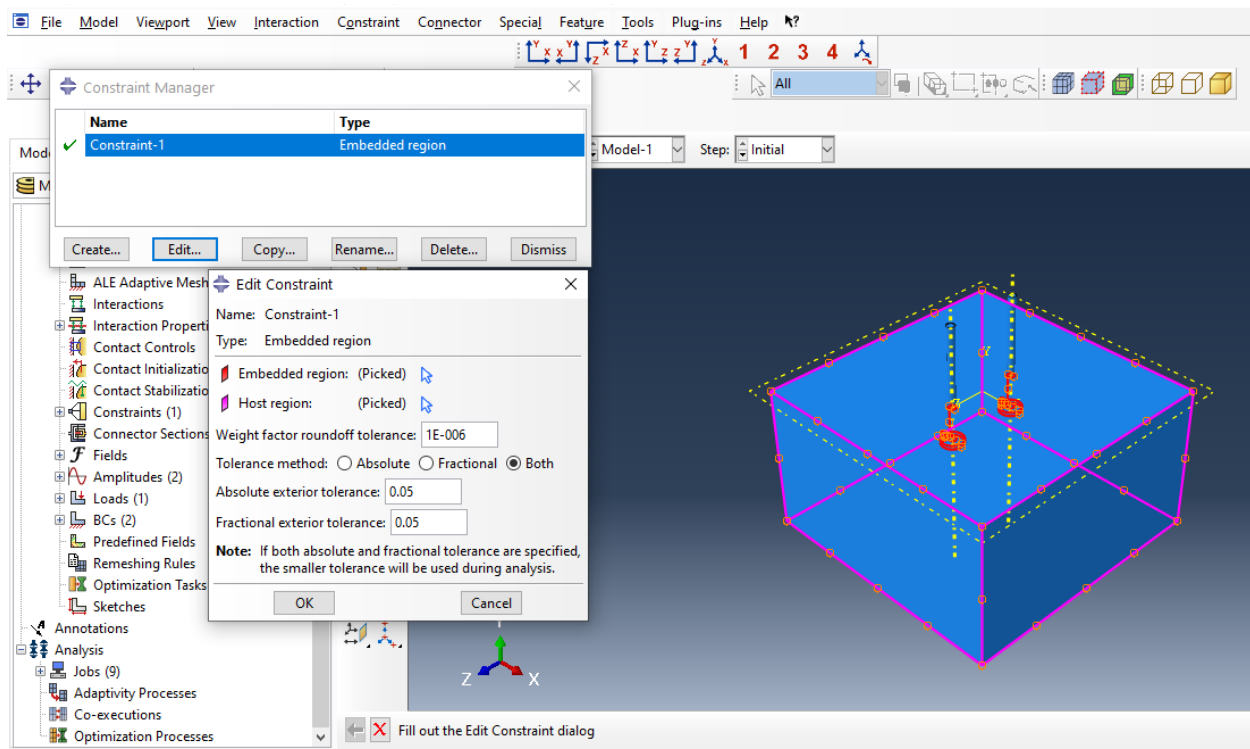 File Model Viewport View Interaction Constraint Connector Special Feature Tools Plug-ins Help
1 2 3 4
Constraint Manager
All
Name Type
Constraint-1 Embedded region
Model-1 Step: Initial
Create... Edit... Copy... Rename... Delete... Dismiss
ALE Adaptive Mesh
Interactions
Interaction Properti
Contact Controls
Contact Initializatio
Contact Stabilizatio
Constraints (1)
Connector Sections
Fields
Amplitudes (2)
Loads (1)
BCs (2)
Predefined Fields
Remeshing Rules
Optimization Tasks
Sketches
Annotations
Analysis
Jobs (9)
Adaptivity Processes
Co-executions
Optimization Processes
Edit Constraint
Name: Constraint-1
Type: Embedded region
Embedded region: (Picked)
Host region: (Picked)
Weight factor roundoff tolerance: 1E-006
Tolerance method: Absolute Fractional Both
Absolute exterior tolerance: 0.05
Fractional exterior tolerance: 0.05
Note: If both absolute and fractional tolerance are specified,
the smaller tolerance will be used during analysis.
OK Cancel
Z X
Fill out the Edit Constraint dialog